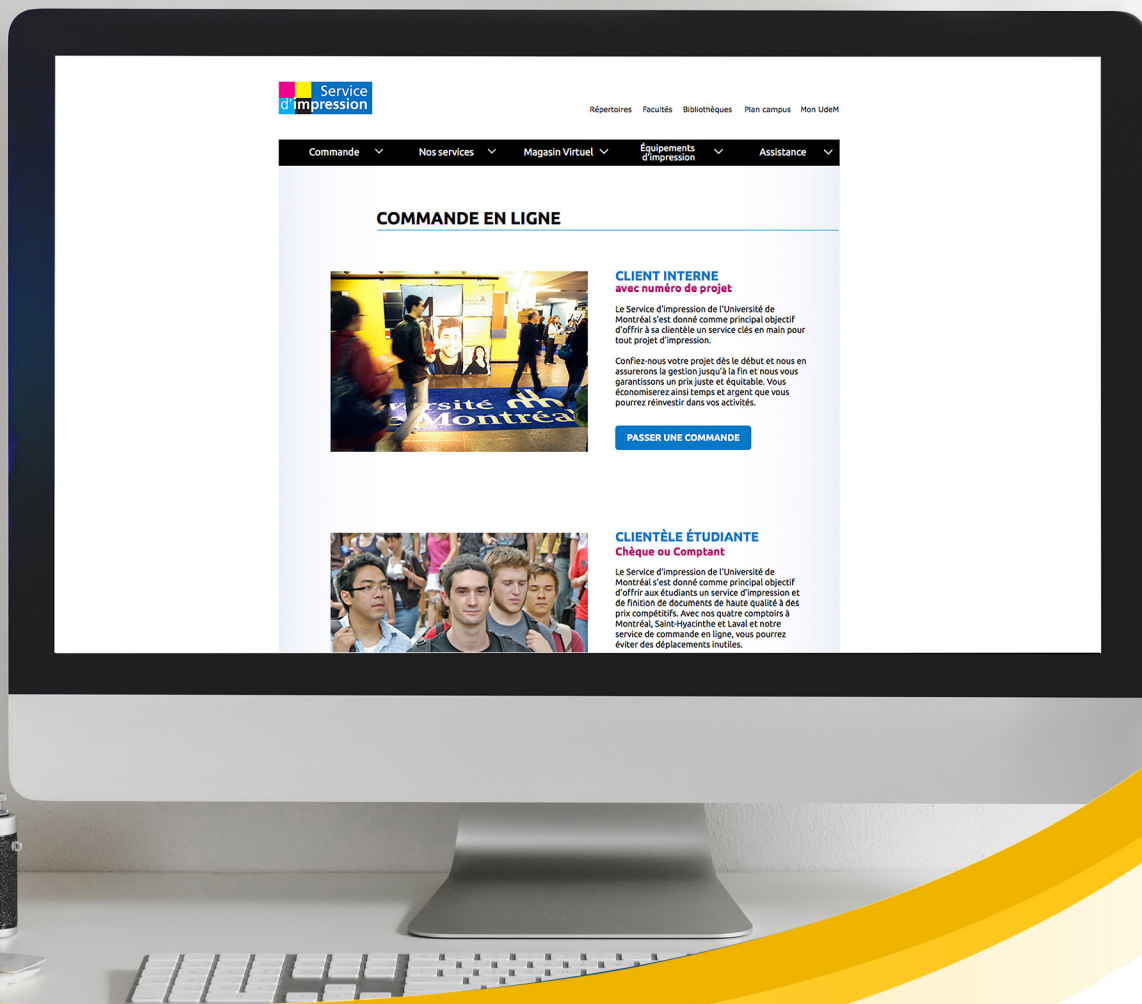 Service
d'impression
Répertoires Facultés Bibliothèques Plan campus Mon UdeM
Commande Nos services Magasin Virtuel Équipements d'impression Assistance
COMMANDE EN LIGNE
CLIENT INTERNE
avec numéro de projet
Le Service d'impression de l'Université de
Montréal s'est donné comme principal objectif
d'offrir à sa clientèle un service clés en main pour
tout projet d'impression.
Confiez-nous votre projet dès le début et nous en
assurerons la gestion jusqu'à la fin et nous vous
garantissons un prix juste et équitable. Vous
économiserez ainsi temps et argent que vous
pourrez réinvestir dans vos activités.
PASSER UNE COMMANDE
ersité
Montréal
CLIENTÈLE ÉTUDIANTE
Chèque ou Comptant
Le Service d'impression de l'Université de
Montréal s'est donné comme principal objectif
d'offrir aux étudiants un service d'impression et
de finition de documents de haute qualité à des
prix compétitifs. Avec nos quatre comptoirs à
Montréal, Saint-Hyacinthe et Laval et notre
service de commande en ligne, vous pourrez
éviter des déplacements inutiles.